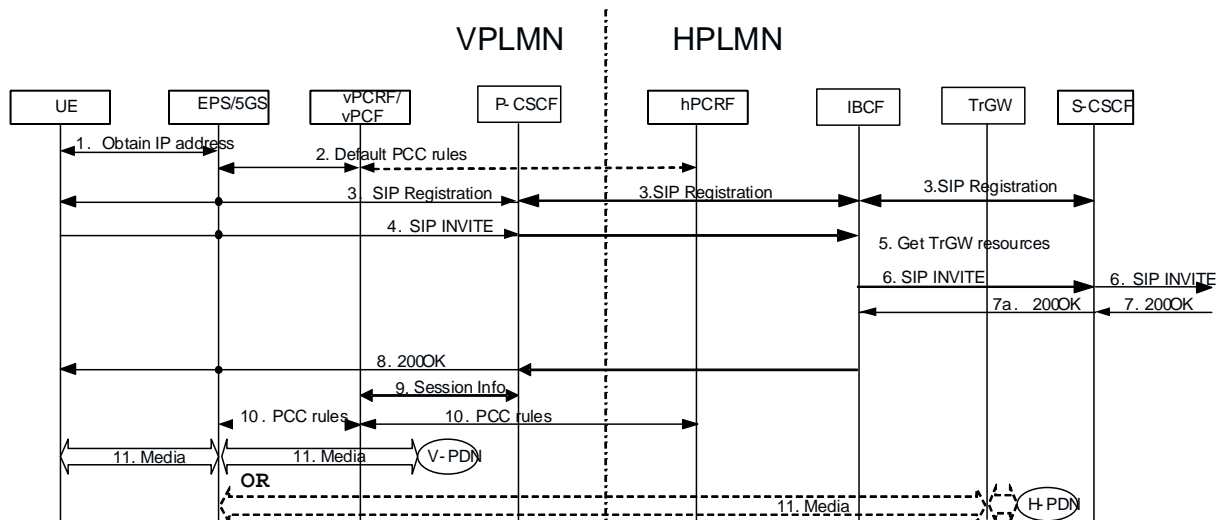 VPLMN HPLMN
UE EPS/5GS vPCRF/ vPCF P-CSCF hPCRF IBCF TrGW S-CSCF
1. Obtain IP address
2. Default PCC rules
3. SIP Registration 3.SIP Registration 3.SIP Registration
4. SIP INVITE
5. Get TrGW resources
6. SIP INVITE 6. SIP INVITE
7a. 200OK 7. 200OK
8. 200OK
9. Session Info
10. PCC rules 10. PCC rules
11. Media 11. Media V-PDN
OR
11. Media H-PDN